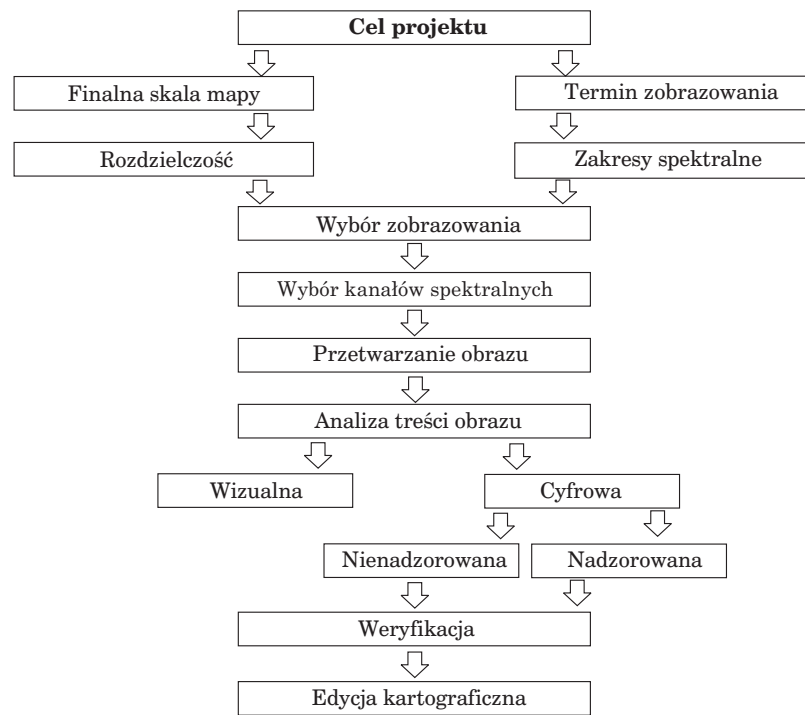 Cel projektu
Finalna skala mapy
Termin zobrazowania
Rozdzielczość
Zakresy spektralne
Wybór zobrazowania
Wybór kanałów spektralnych
Przetwarzanie obrazu
Analiza treści obrazu
Wizualna
Cyfrowa
Nienadzorowana
Nadzorowana
Weryfikacja
Edycja kartograficzna